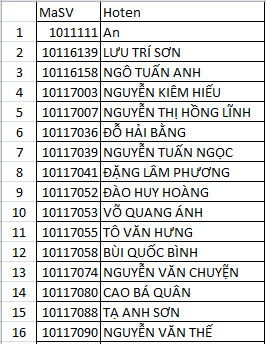 MaSV Hoten
1 1011111 An
2 10116139 LƯU TRÍ SƠN
3 10116158 NGÔ TUẤN ANH
4 10117003 NGUYỄN KIÊM HIẾU
5 10117007 NGUYỄN THỊ HỒNG LĨNH
6 10117036 ĐỖ HẢI BẰNG
7 10117039 NGUYỄN TUẤN NGỌC
8 10117041 ĐẶNG LÂM PHƯƠNG
9 10117052 ĐÀO HUY HOÀNG
10 10117053 VÕ QUANG ÁNH
11 10117055 TÔ VĂN HƯNG
12 10117058 BÙI QUỐC BÌNH
13 10117074 NGUYỄN VĂN CHUYỆN
14 10117080 CAO BÁ QUÂN
15 10117088 TẠ ANH SƠN
16 10117090 NGUYỄN VĂN THẾ